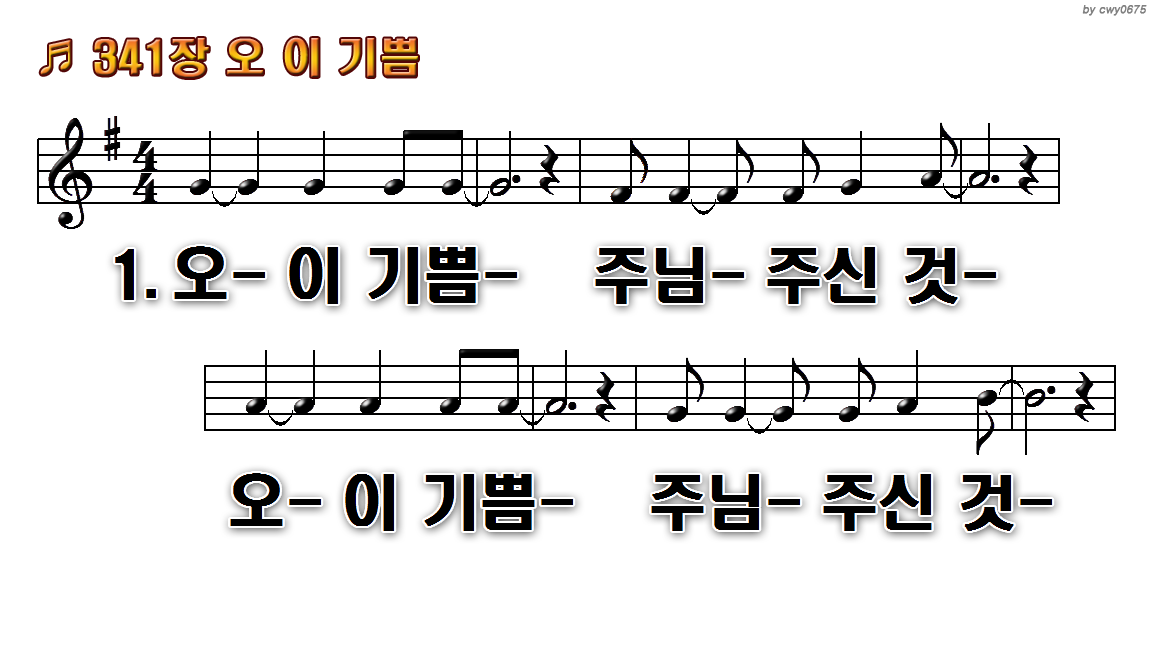 by cwy0675
♬ 341장 오 이 기쁨
1. 오- 이 기쁨- 주님- 주신 것-
오- 이 기쁨- 주님- 주신 것-